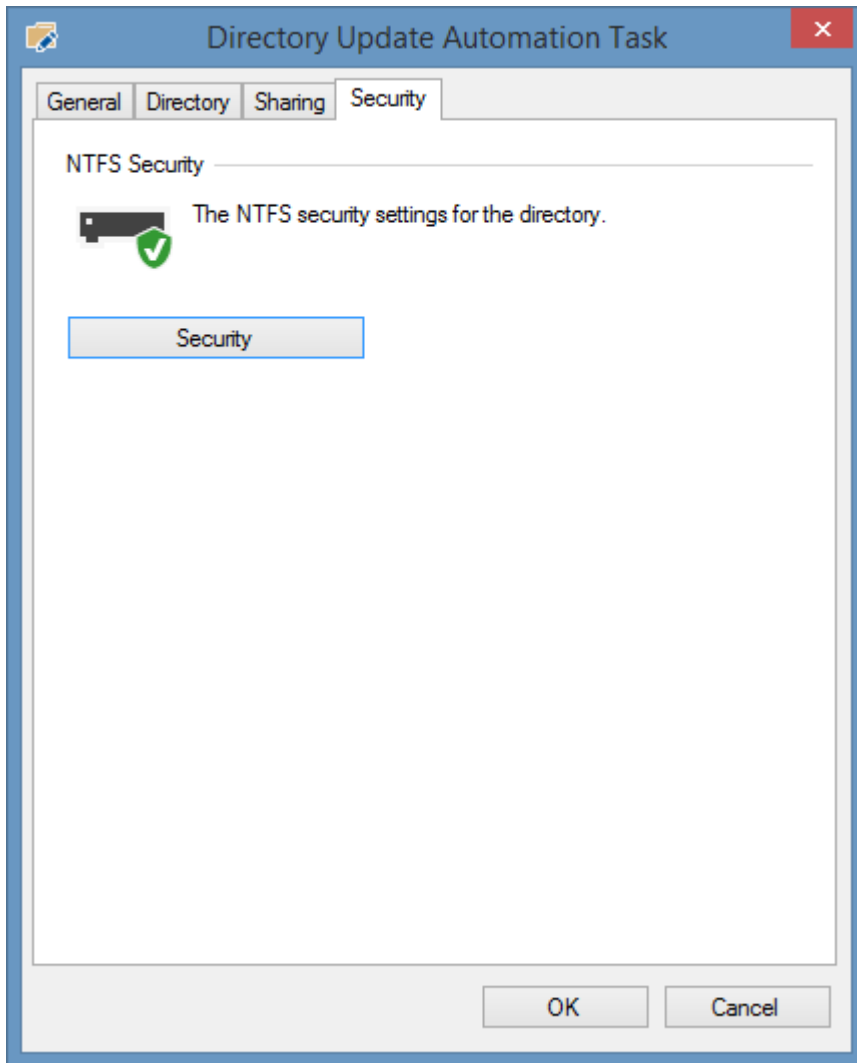 Directory Update Automation Task
General Directory Sharing Security
NTFS Security
The NTFS security settings for the directory.
Security
OK Cancel